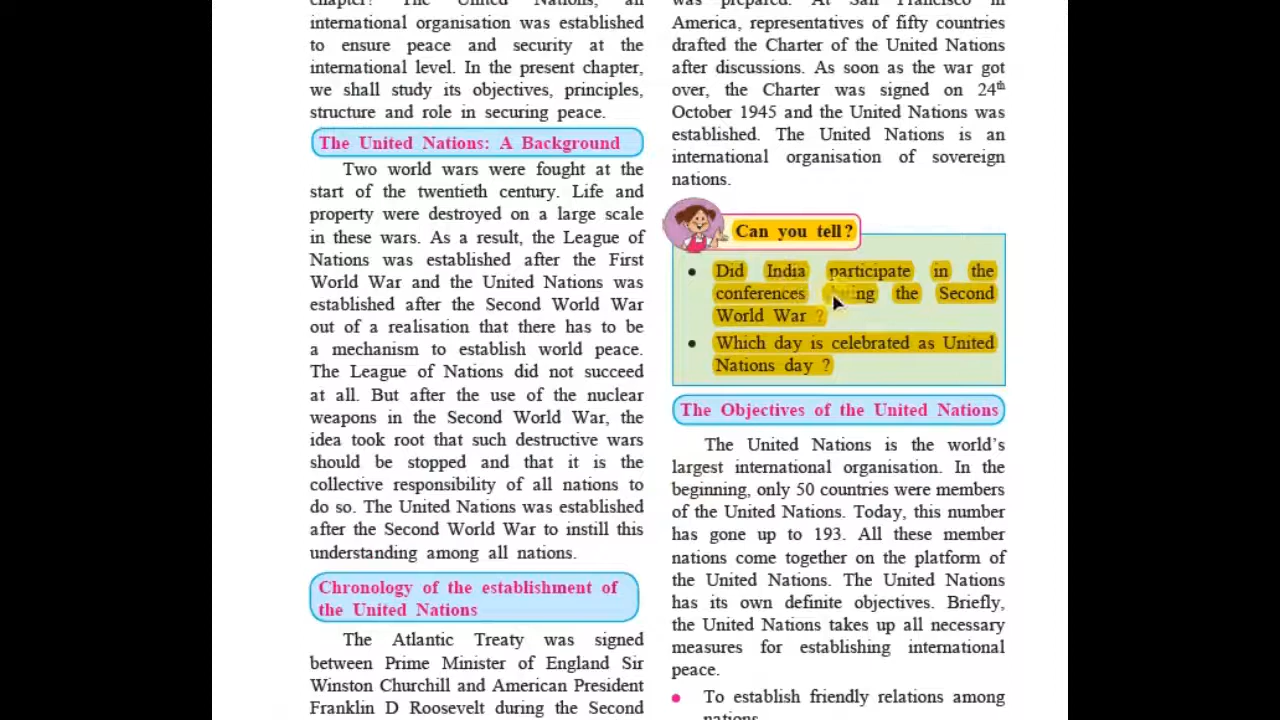 chapter? The United Nations, an
international organisation was established
to ensure peace and security at the
international level. In the present chapter,
we shall study its objectives, principles,
structure and role in securing peace.
The United Nations: A Background
Two world wars were fought at the
start of the twentieth century. Life and
property were destroyed on a large scale
in these wars. As a result, the League of
Nations was established after the First
World War and the United Nations was
established after the Second World War
out of a realisation that there has to be
a mechanism to establish world peace.
The League of Nations did not succeed
at all. But after the use of the nuclear
weapons in the Second World War, the
idea took root that such destructive wars
should be stopped and that it is the
collective responsibility of all nations to
do so. The United Nations was established
after the Second World War to instill this
understanding among all nations.
Chronology of the establishment of
the United Nations
The Atlantic Treaty was signed
between Prime Minister of England Sir
Winston Churchill and American President
Franklin D Roosevelt during the Second
was prepared. At San Francisco in
America, representatives of fifty countries
drafted the Charter of the United Nations
after discussions. As soon as the war got
over, the Charter was signed on 24th
October 1945 and the United Nations was
established. The United Nations is an
international organisation of sovereign
nations.
Can you tell?
• Did India participate in the
conferences during the Second
World War ?
• Which day is celebrated as United
Nations day ?
The Objectives of the United Nations
The United Nations is the world's
largest international organisation. In the
beginning, only 50 countries were members
of the United Nations. Today, this number
has gone up to 193. All these member
nations come together on the platform of
the United Nations. The United Nations
has its own definite objectives. Briefly,
the United Nations takes up all necessary
measures for establishing international
peace.
• To establish friendly relations among
nations